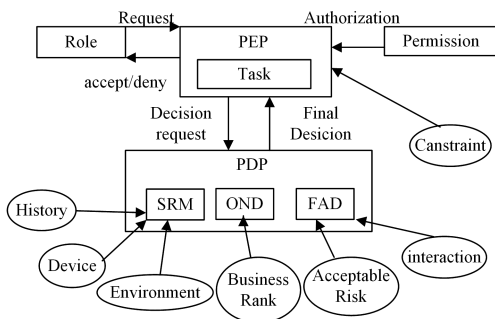 Request
Authorization
Role
PEP
Permission
Task
accept/deny
Decision
request
Final
Desicion
Canstraint
PDP
SRM
OND
FAD
History
Device
Environment
Business
Rank
Acceptable
Risk
interaction